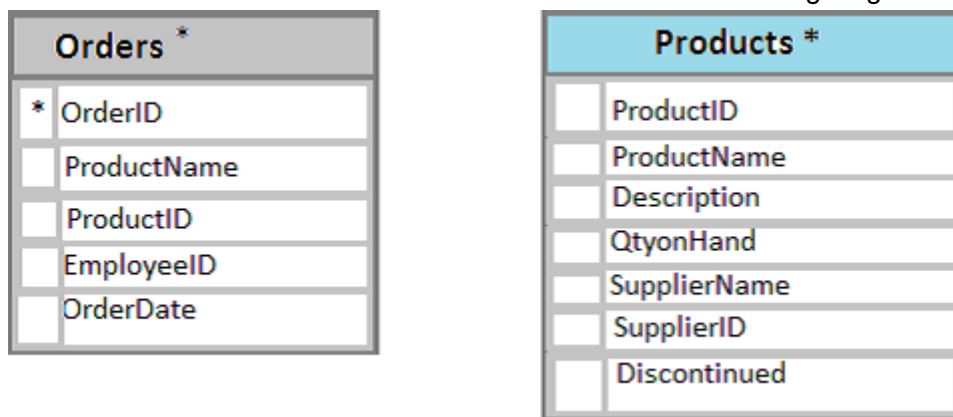 Orders *
* OrderID
ProductName
ProductID
EmployeeID
OrderDate
Products *
ProductID
ProductName
Description
QtyonHand
SupplierName
SupplierID
Discontinued